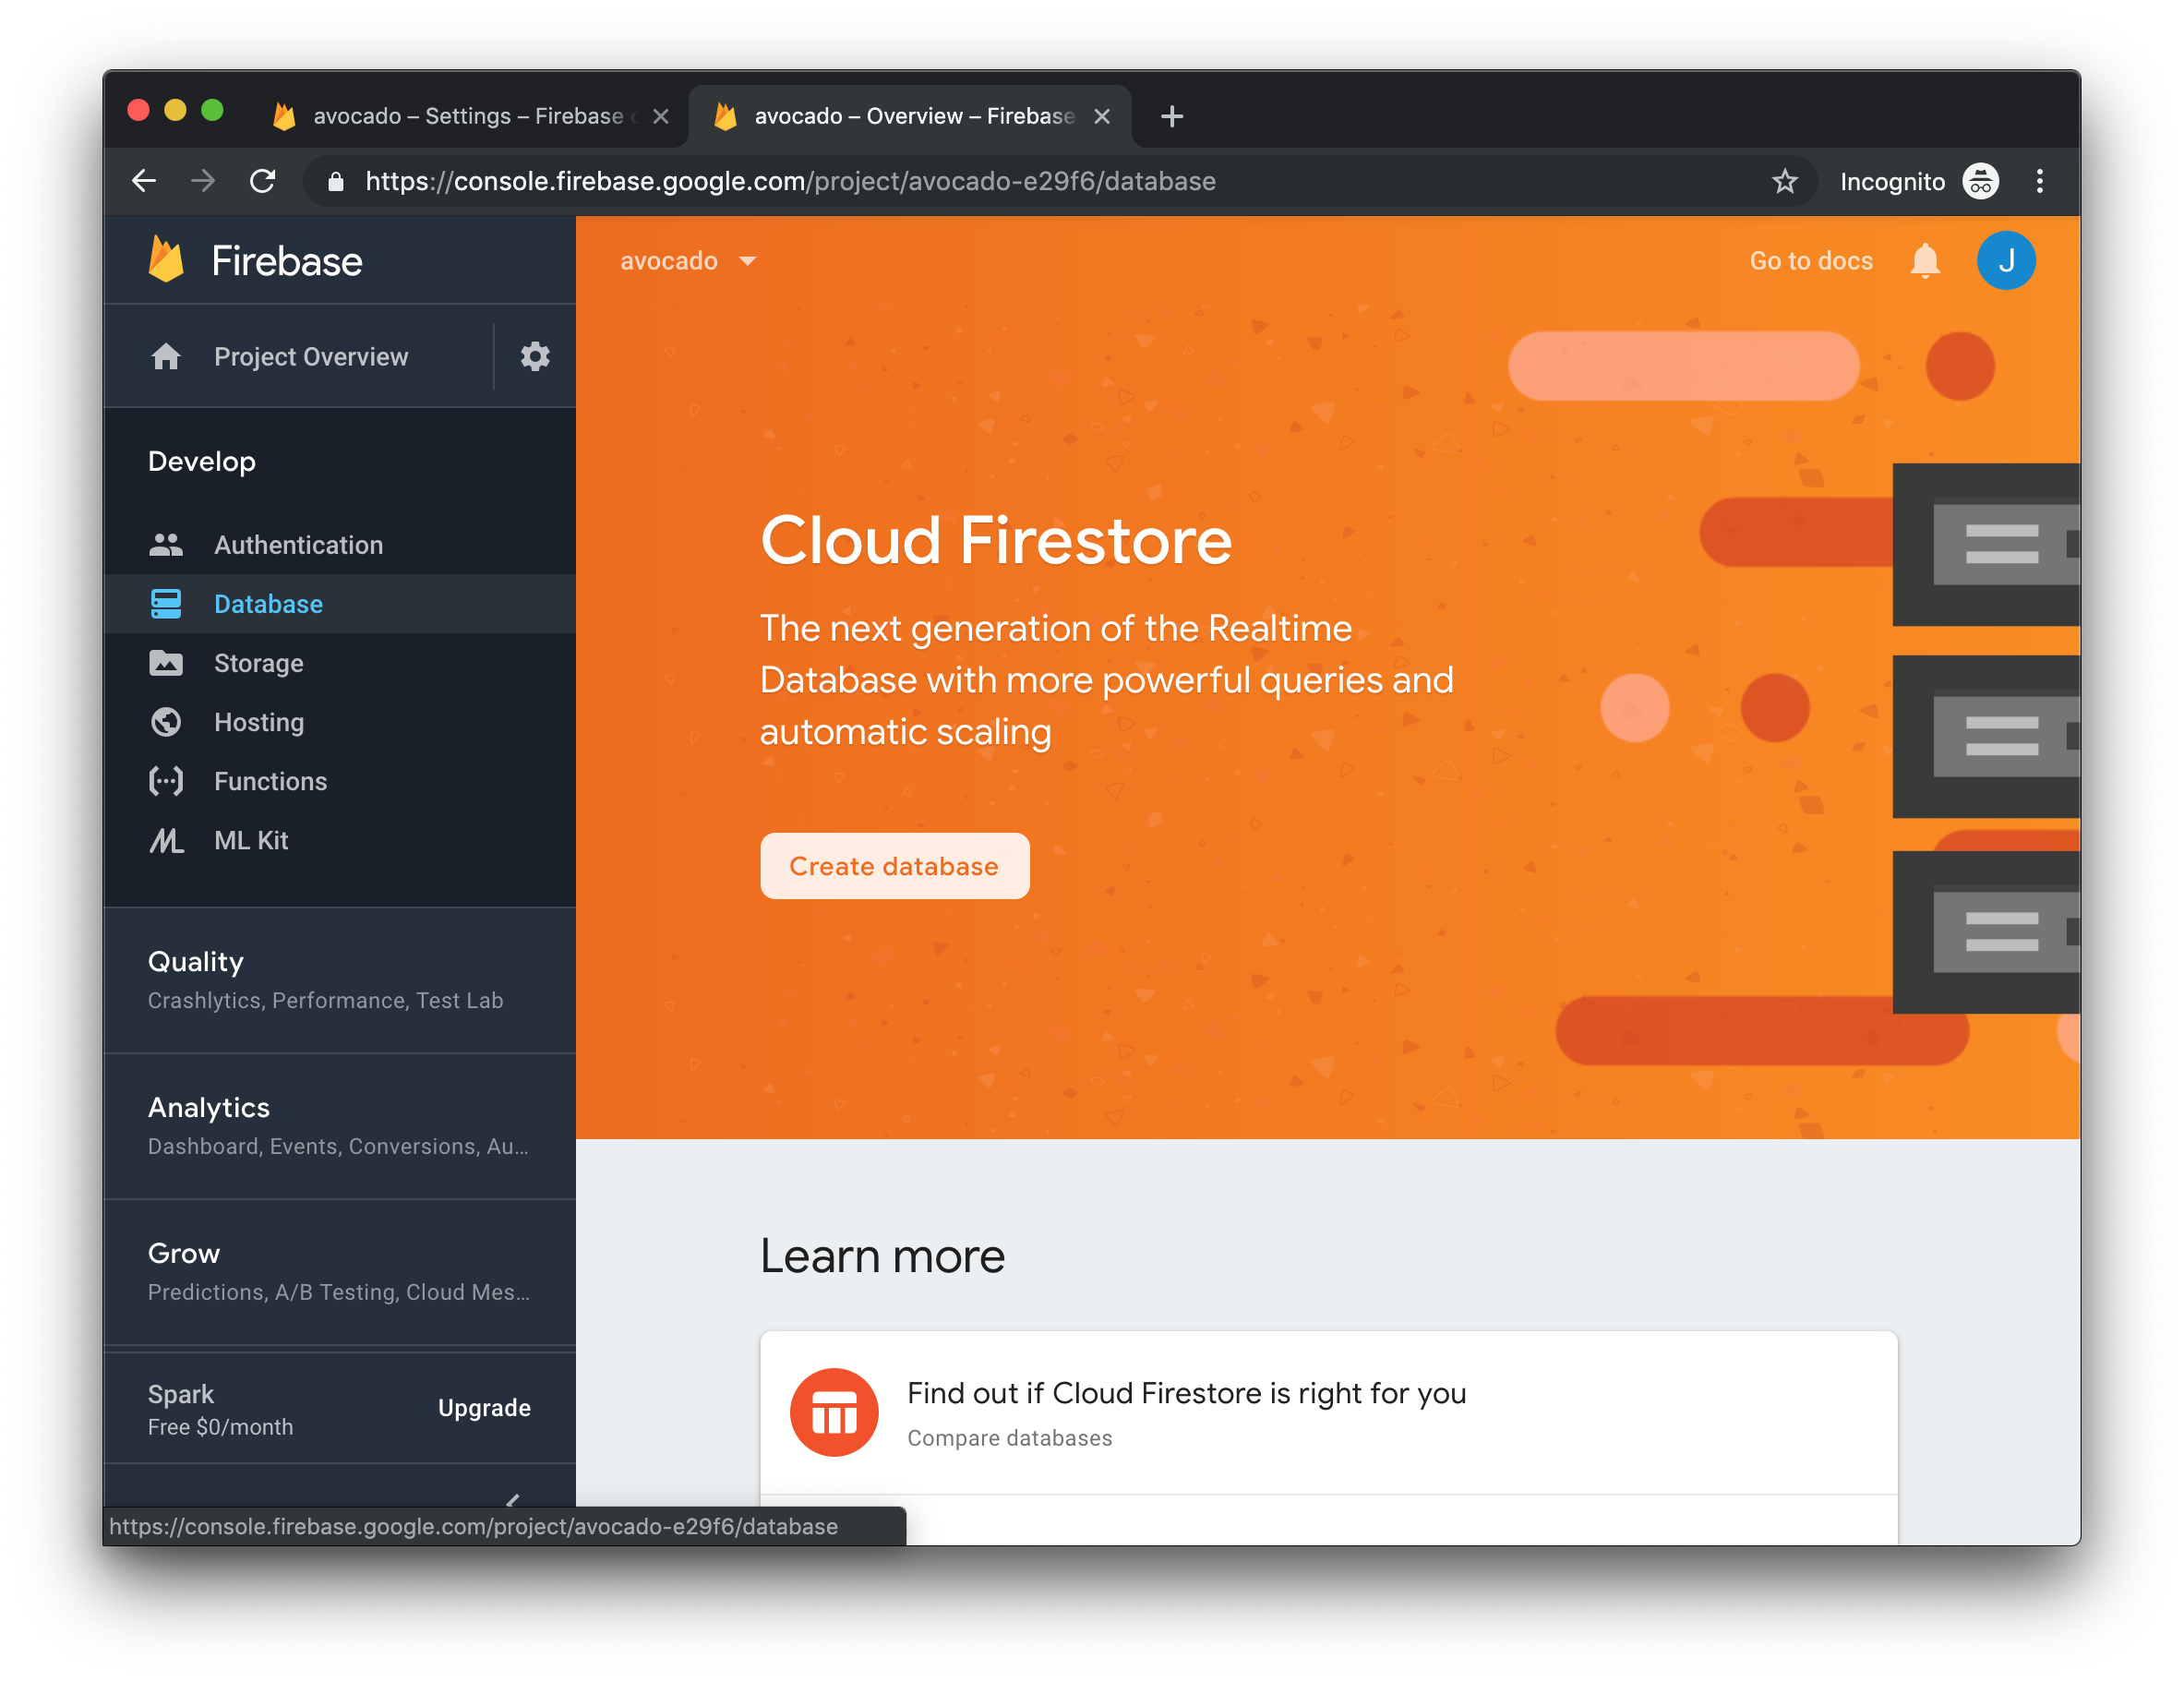 avocado – Settings – Firebase c
avocado – Overview – Firebase
https://console.firebase.google.com/project/avocado-e29f6/database
Incognito
Firebase
avocado
Go to docs
J
Project Overview
Develop
Authentication
Database
Storage
Hosting
Functions
ML Kit
Cloud Firestore
The next generation of the Realtime
Database with more powerful queries and
automatic scaling
Create database
Quality
Crashlytics, Performance, Test Lab
Analytics
Dashboard, Events, Conversions, Au...
Grow
Predictions, A/B Testing, Cloud Mes...
Spark
Free $0/month
Upgrade
Learn more
Find out if Cloud Firestore is right for you
Compare databases
https://console.firebase.google.com/project/avocado-e29f6/database